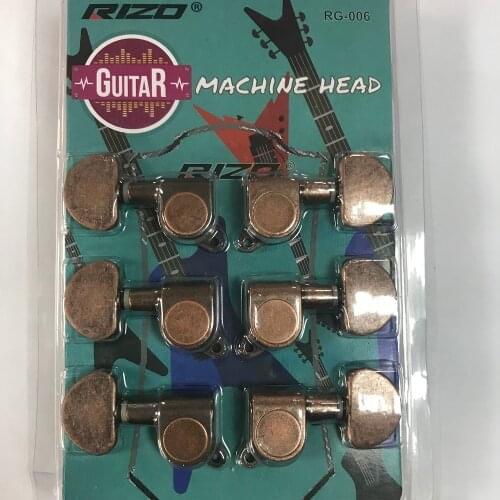 RIZO® RG-006
GUITAR
MACHINE HEAD
RIZO®